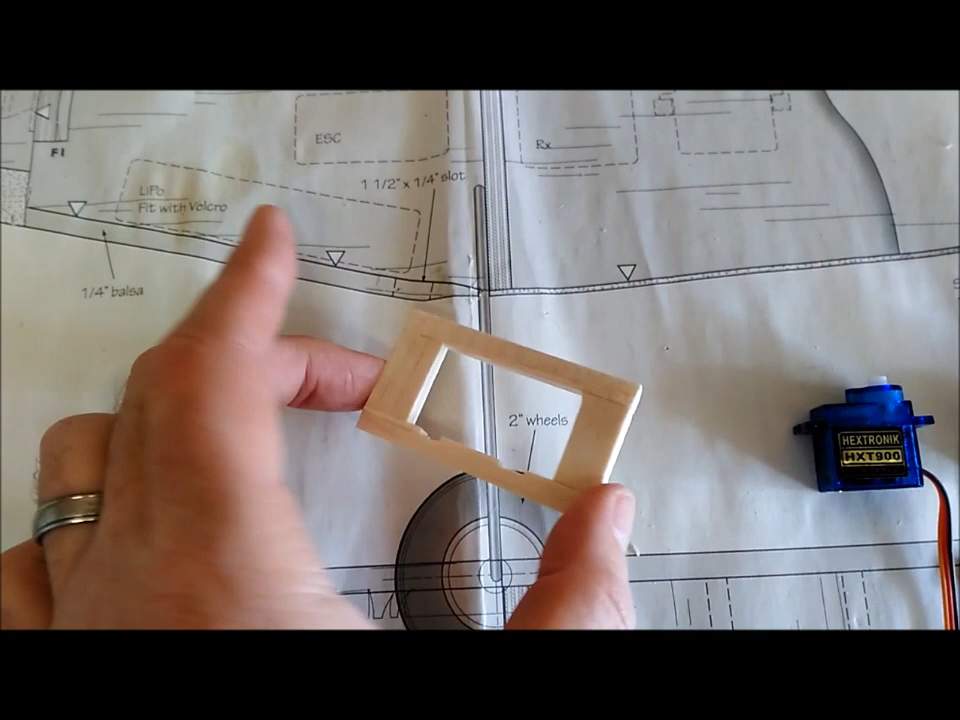 ESC
Rx
F1
1 1/2" x 1/4" slot
LiPo
Fit with Velcro
1/4" balsa
2" wheels
HEXTRONIK
HXT900